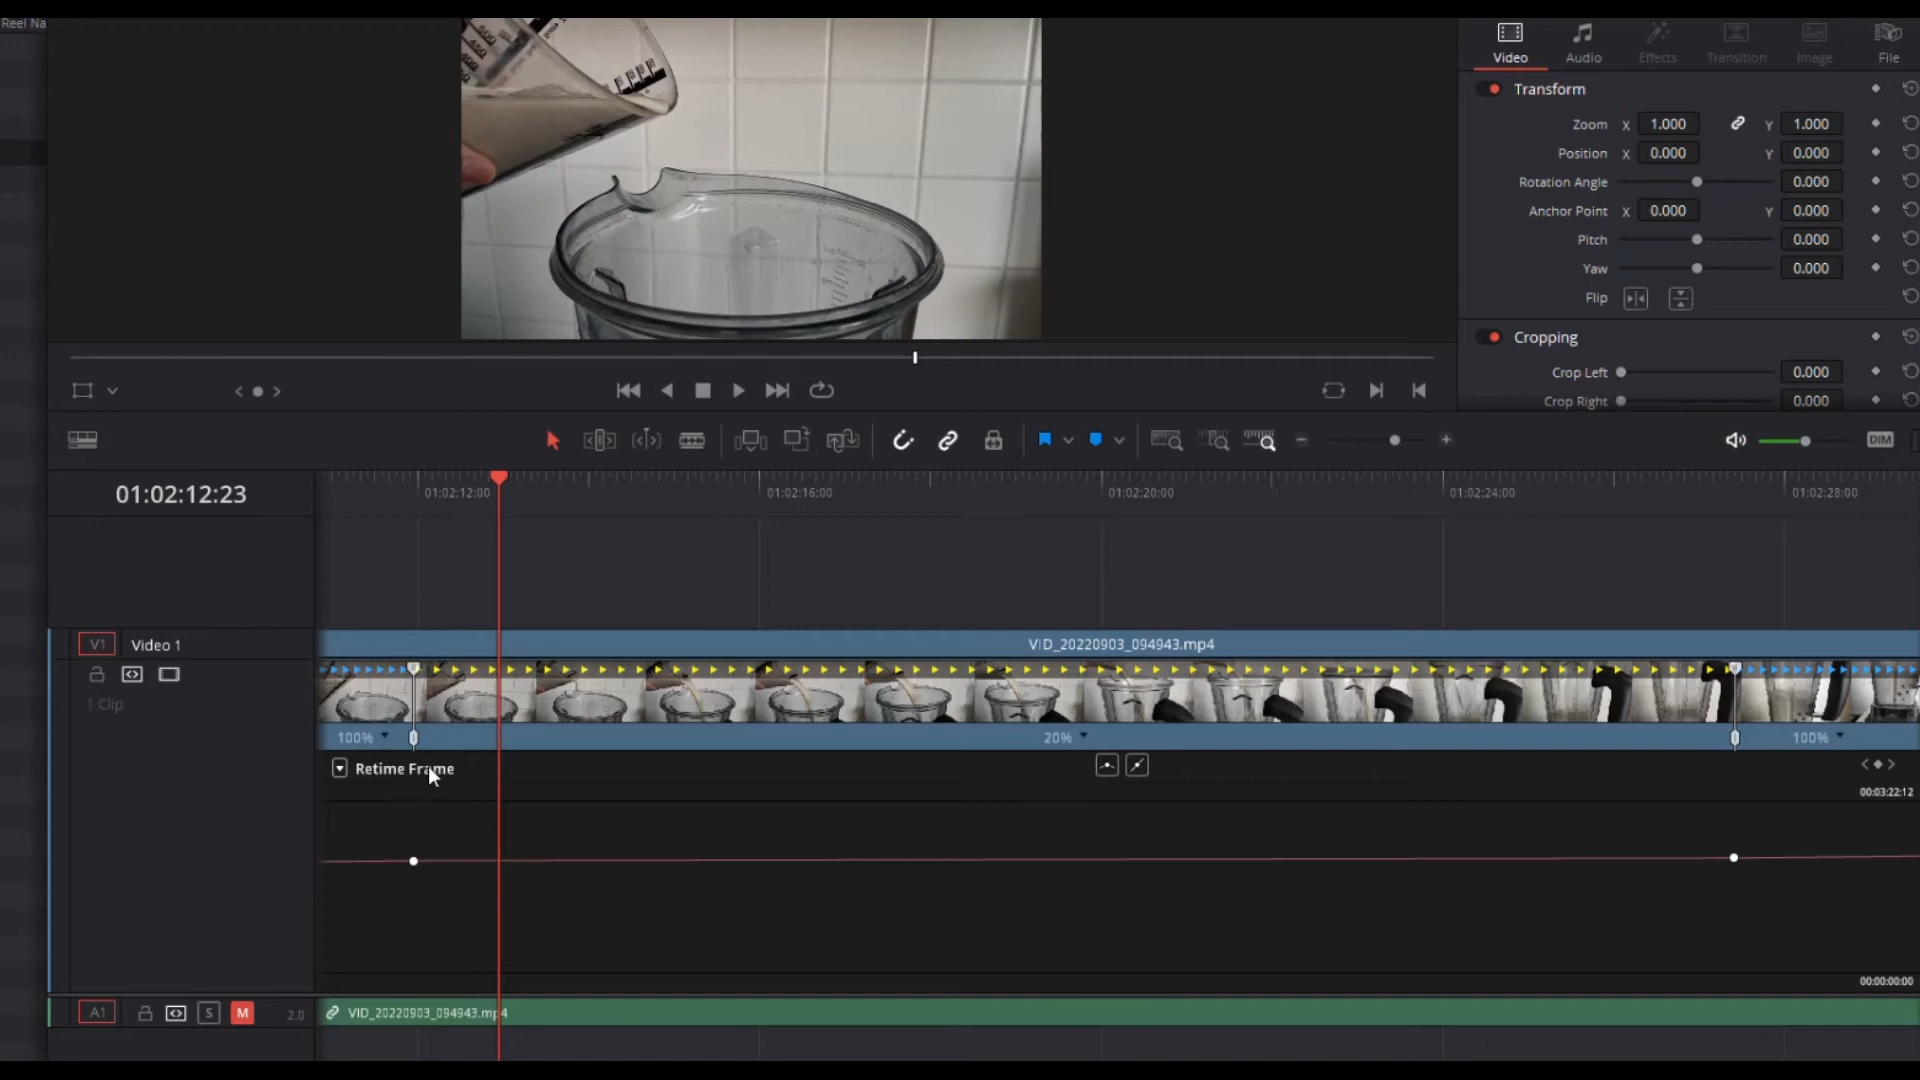 Reel Na
Video Audio Effects Transition Image File
Transform
Zoom X 1.000 Y 1.000
Position X 0.000 Y 0.000
Rotation Angle 0.000
Anchor Point X 0.000 Y 0.000
Pitch 0.000
Yaw 0.000
Flip
Cropping
Crop Left 0.000
Crop Right 0.000
DIM
01:02:12:23
01:02:12:00 01:02:16:00 01:02:20:00 01:02:24:00 01:02:28:00
V1 Video 1
VID_20220903_094943.mp4
1 Clip
100% 20% 100%
Retime Frame
00:03:22:12
00:00:00:00
A1 S M 2.0
VID_20220903_094943.mp4